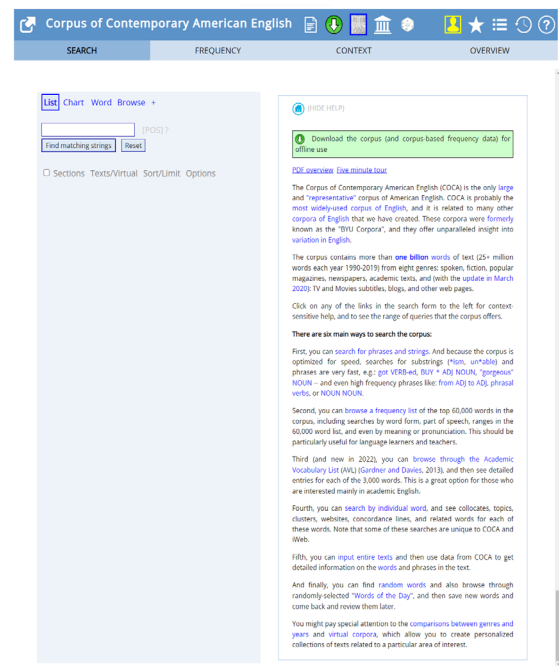 Corpus of Contemporary American English
SEARCH
FREQUENCY
CONTEXT
OVERVIEW
List Chart Word Browse +
[POS] ?
Find matching strings Reset
Sections Texts/Virtual Sort/Limit Options
(HIDE HELP)
Download the corpus (and corpus-based frequency data) for
offline use
PDF overview Five minute tour
The Corpus of Contemporary American English (COCA) is the only large
and "representative" corpus of American English. COCA is probably the
most widely-used corpus of English, and it is related to many other
corpora of English that we have created. These corpora were formerly
known as the "BYU Corpora", and they offer unparalleled insight into
variation in English.
The corpus contains more than one billion words of text (25+ million
words each year 1990-2019) from eight genres: spoken, fiction, popular
magazines, newspapers, academic texts, and (with the update in March
2020): TV and Movies subtitles, blogs, and other web pages.
Click on any of the links in the search form to the left for context-
sensitive help, and to see the range of queries that the corpus offers.
There are six main ways to search the corpus:
First, you can search for phrases and strings. And because the corpus is
optimized for speed, searches for substrings (*ism, un*able) and
phrases are very fast, e.g.: got VERB-ed, BUY * ADJ NOUN, "gorgeous"
NOUN -- and even high frequency phrases like: from ADJ to ADJ, phrasal
verbs, or NOUN NOUN.
Second, you can browse a frequency list of the top 60,000 words in the
corpus, including searches by word form, part of speech, ranges in the
60,000 word list, and even by meaning or pronunciation. This should be
particularly useful for language learners and teachers.
Third (and new in 2022), you can browse through the Academic
Vocabulary List (AVL) (Gardner and Davies, 2013), and then see detailed
entries for each of the 3,000 words. This is a great option for those who
are interested mainly in academic English.
Fourth, you can search by individual word, and see collocates, topics,
clusters, websites, concordance lines, and related words for each of
these words. Note that some of these searches are unique to COCA and
iWeb.
Fifth, you can input entire texts and then use data from COCA to get
detailed information on the words and phrases in the text.
And finally, you can find random words and also browse through
randomly-selected "Words of the Day", and then save new words and
come back and review them later.
You might pay special attention to the comparisons between genres and
years and virtual corpora, which allow you to create personalized
collections of texts related to a particular area of interest.